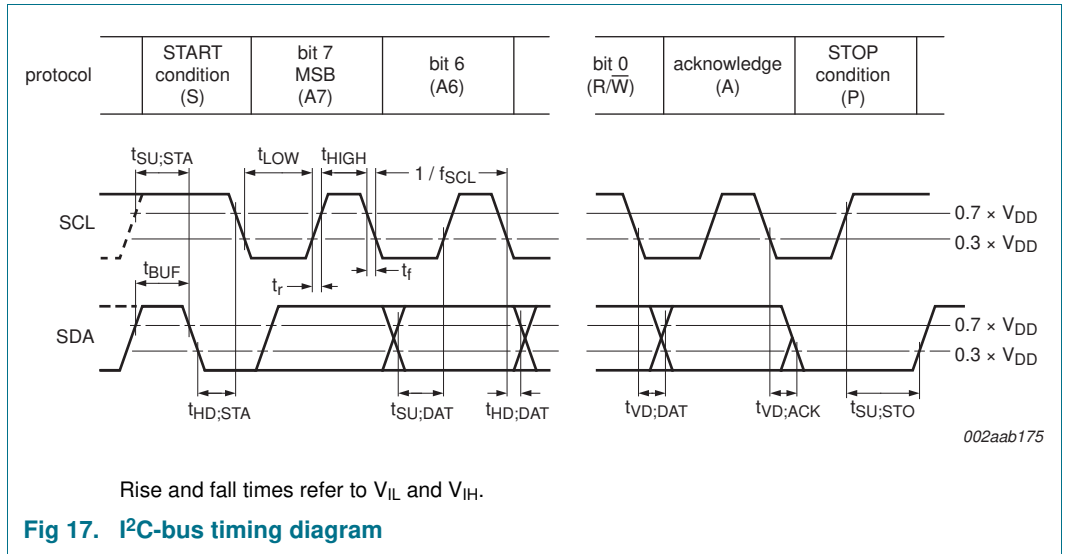 protocol
START
condition
(S)
bit 7
MSB
(A7)
bit 6
(A6)
bit 0
(R/W̅)
acknowledge
(A)
STOP
condition
(P)
tSU;STA
tLOW
tHIGH
1 / fSCL
SCL
0.7 × VDD
0.3 × VDD
tBUF
tr
tf
SDA
0.7 × VDD
0.3 × VDD
tHD;STA
tSU;DAT
tHD;DAT
tVD;DAT
tVD;ACK
tSU;STO
002aab175
Rise and fall times refer to VIL and VIH.
Fig 17. I²C-bus timing diagram